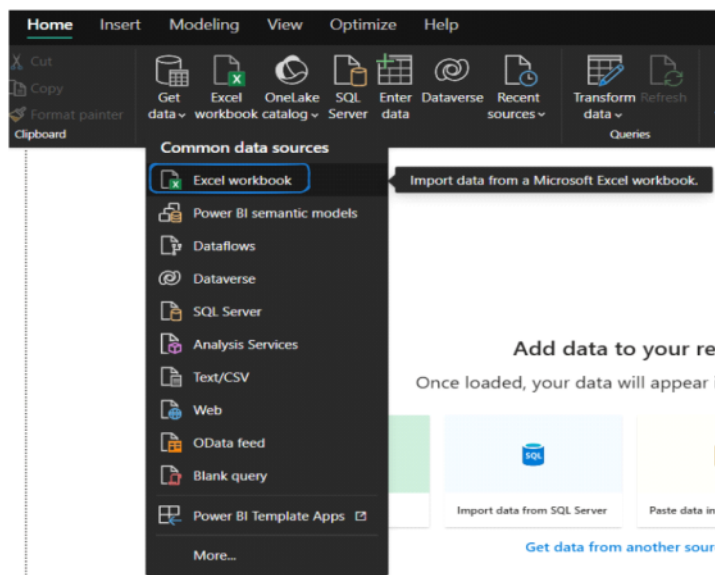 Home Insert Modeling View Optimize Help
Cut
Copy
Format painter
Clipboard
Get data
Excel workbook
OneLake catalog
SQL Server
Enter data
Dataverse
Recent sources
Transform data
Refresh
Queries
Common data sources
Excel workbook
Import data from a Microsoft Excel workbook.
Power BI semantic models
Dataflows
Dataverse
SQL Server
Analysis Services
Text/CSV
Web
OData feed
Blank query
Power BI Template Apps
More...
Add data to your re
Once loaded, your data will appear
SQL
Import data from SQL Server
Paste data in
Get data from another sour